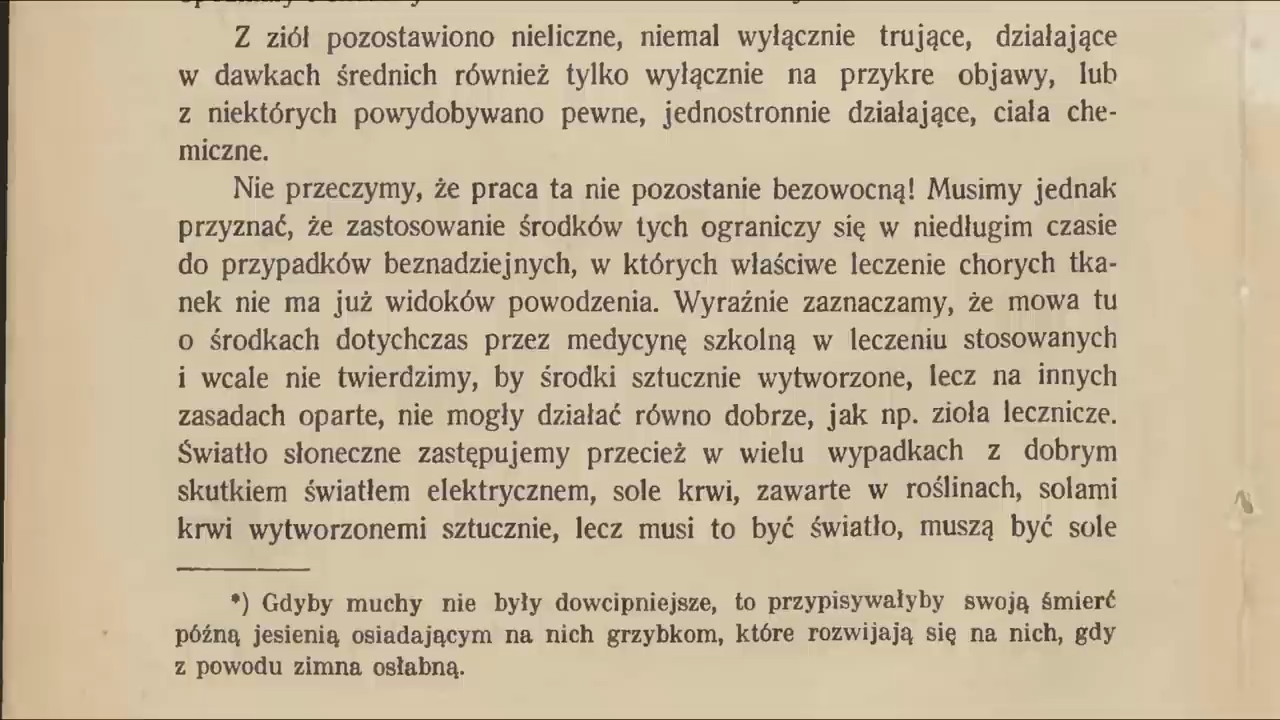 Z ziół pozostawiono nieliczne, niemal wyłącznie trujące, działające
w dawkach średnich również tylko wyłącznie na przykre objawy, lub
z niektórych powydobywano pewne, jednostronnie działające, ciała che-
miczne.
Nie przeczymy, że praca ta nie pozostanie bezowocną! Musimy jednak
przyznać, że zastosowanie środków tych ograniczy się w niedługim czasie
do przypadków beznadziejnych, w których właściwe leczenie chorych tka-
nek nie ma już widoków powodzenia. Wyraźnie zaznaczamy, że mowa tu
o środkach dotychczas przez medycynę szkolną w leczeniu stosowanych
i wcale nie twierdzimy, by środki sztucznie wytworzone, lecz na innych
zasadach oparte, nie mogły działać równo dobrze, jak np. zioła lecznicze.
Światło słoneczne zastępujemy przecież w wielu wypadkach z dobrym
skutkiem światłem elektrycznem, sole krwi, zawarte w roślinach, solami
krwi wytworzonemi sztucznie, lecz musi to być światło, muszą być sole
*) Gdyby muchy nie były dowcipniejsze, to przypisywałyby swoją śmierć
późną jesienią osiadającym na nich grzybkom, które rozwijają się na nich, gdy
z powodu zimna osłabną.